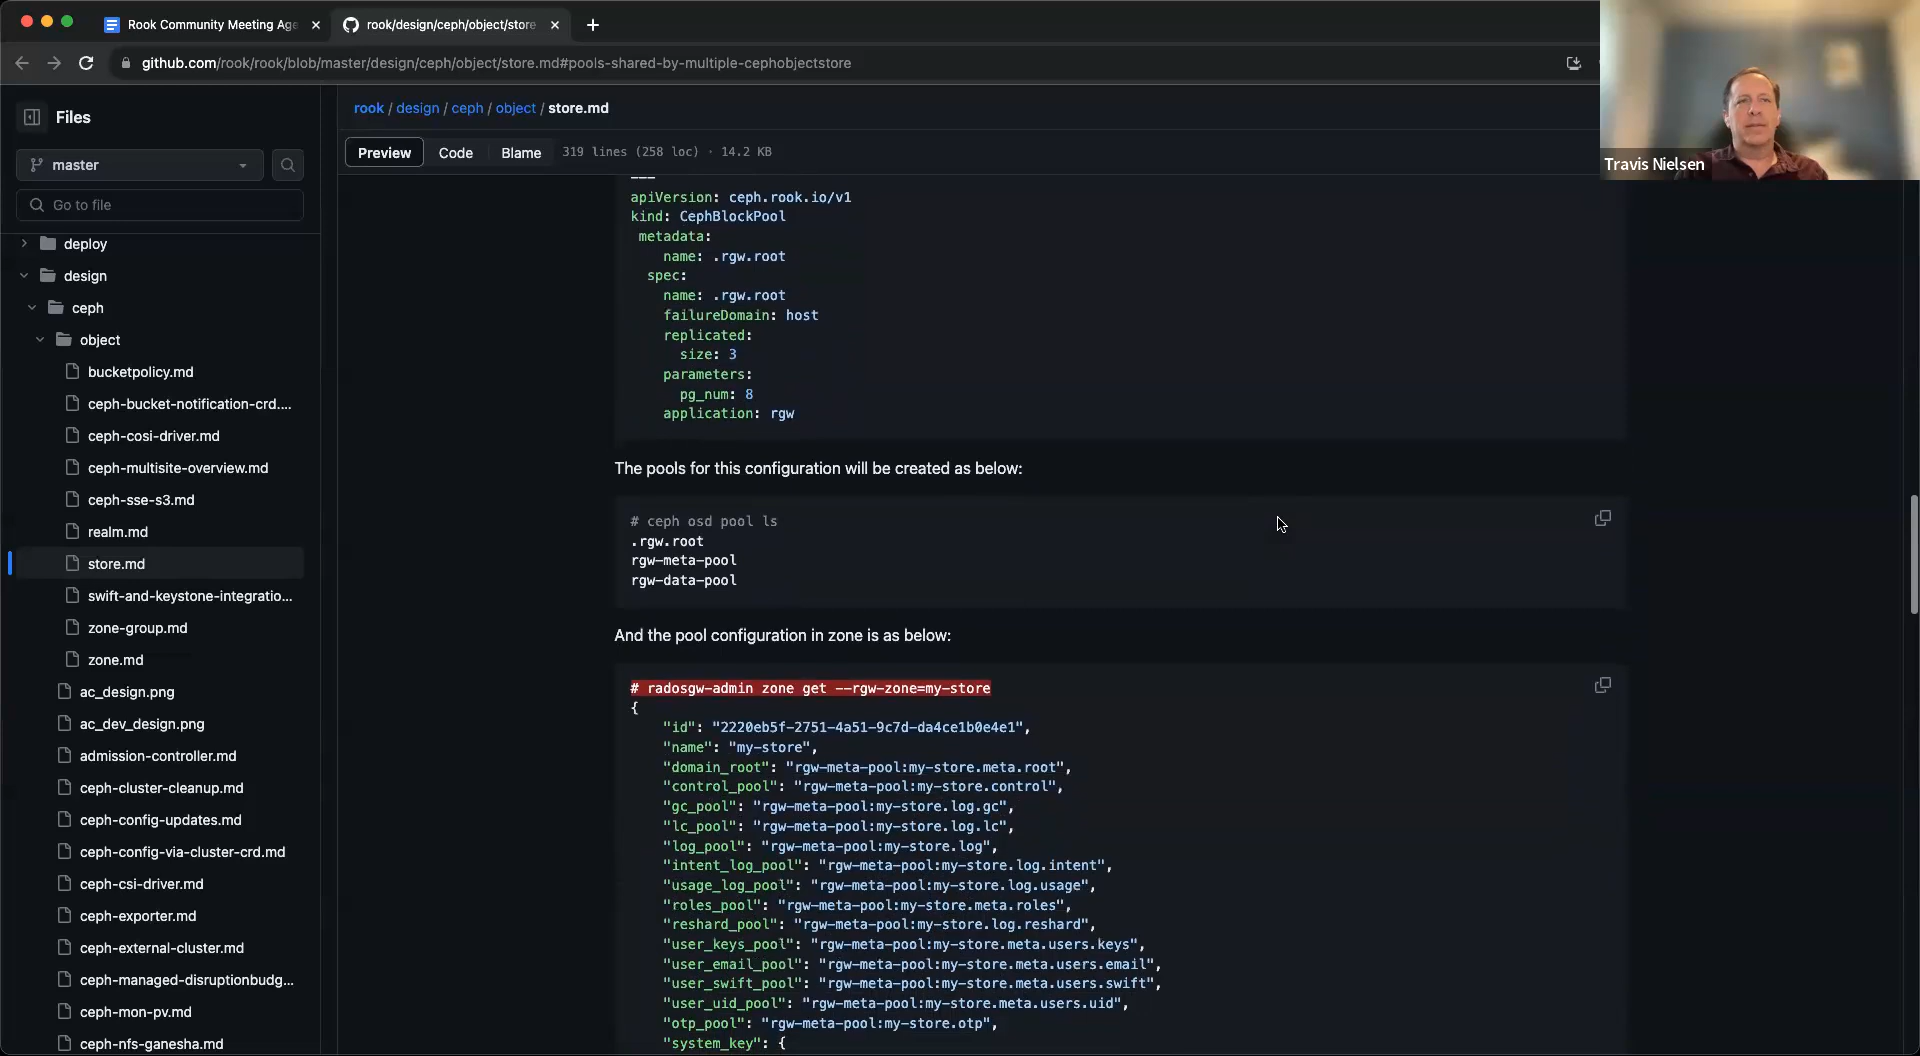 Rook Community Meeting Age
rook/design/ceph/object/store
github.com/rook/rook/blob/master/design/ceph/object/store.md#pools-shared-by-multiple-cephobjectstore
Travis Nielsen
Files
master
Go to file
deploy
design
ceph
object
bucketpolicy.md
ceph-bucket-notification-crd....
ceph-cosi-driver.md
ceph-multisite-overview.md
ceph-sse-s3.md
realm.md
store.md
swift-and-keystone-integratio...
zone-group.md
zone.md
ac_design.png
ac_dev_design.png
admission-controller.md
ceph-cluster-cleanup.md
ceph-config-updates.md
ceph-config-via-cluster-crd.md
ceph-csi-driver.md
ceph-exporter.md
ceph-external-cluster.md
ceph-managed-disruptionbudg...
ceph-mon-pv.md
ceph-nfs-ganesha.md
rook / design / ceph / object / store.md
Preview Code Blame 319 lines (258 loc) · 14.2 KB
---
apiVersion: ceph.rook.io/v1
kind: CephBlockPool
metadata:
name: .rgw.root
spec:
name: .rgw.root
failureDomain: host
replicated:
size: 3
parameters:
pg_num: 8
application: rgw
The pools for this configuration will be created as below:
# ceph osd pool ls
.rgw.root
rgw-meta-pool
rgw-data-pool
And the pool configuration in zone is as below:
# radosgw-admin zone get --rgw-zone=my-store
{
"id": "2220eb5f-2751-4a51-9c7d-da4ce1b0e4e1",
"name": "my-store",
"domain_root": "rgw-meta-pool:my-store.meta.root",
"control_pool": "rgw-meta-pool:my-store.control",
"gc_pool": "rgw-meta-pool:my-store.log.gc",
"lc_pool": "rgw-meta-pool:my-store.log.lc",
"log_pool": "rgw-meta-pool:my-store.log",
"intent_log_pool": "rgw-meta-pool:my-store.log.intent",
"usage_log_pool": "rgw-meta-pool:my-store.log.usage",
"roles_pool": "rgw-meta-pool:my-store.meta.roles",
"reshard_pool": "rgw-meta-pool:my-store.log.reshard",
"user_keys_pool": "rgw-meta-pool:my-store.meta.users.keys",
"user_email_pool": "rgw-meta-pool:my-store.meta.users.email",
"user_swift_pool": "rgw-meta-pool:my-store.meta.users.swift",
"user_uid_pool": "rgw-meta-pool:my-store.meta.users.uid",
"otp_pool": "rgw-meta-pool:my-store.otp",
"system_key": {